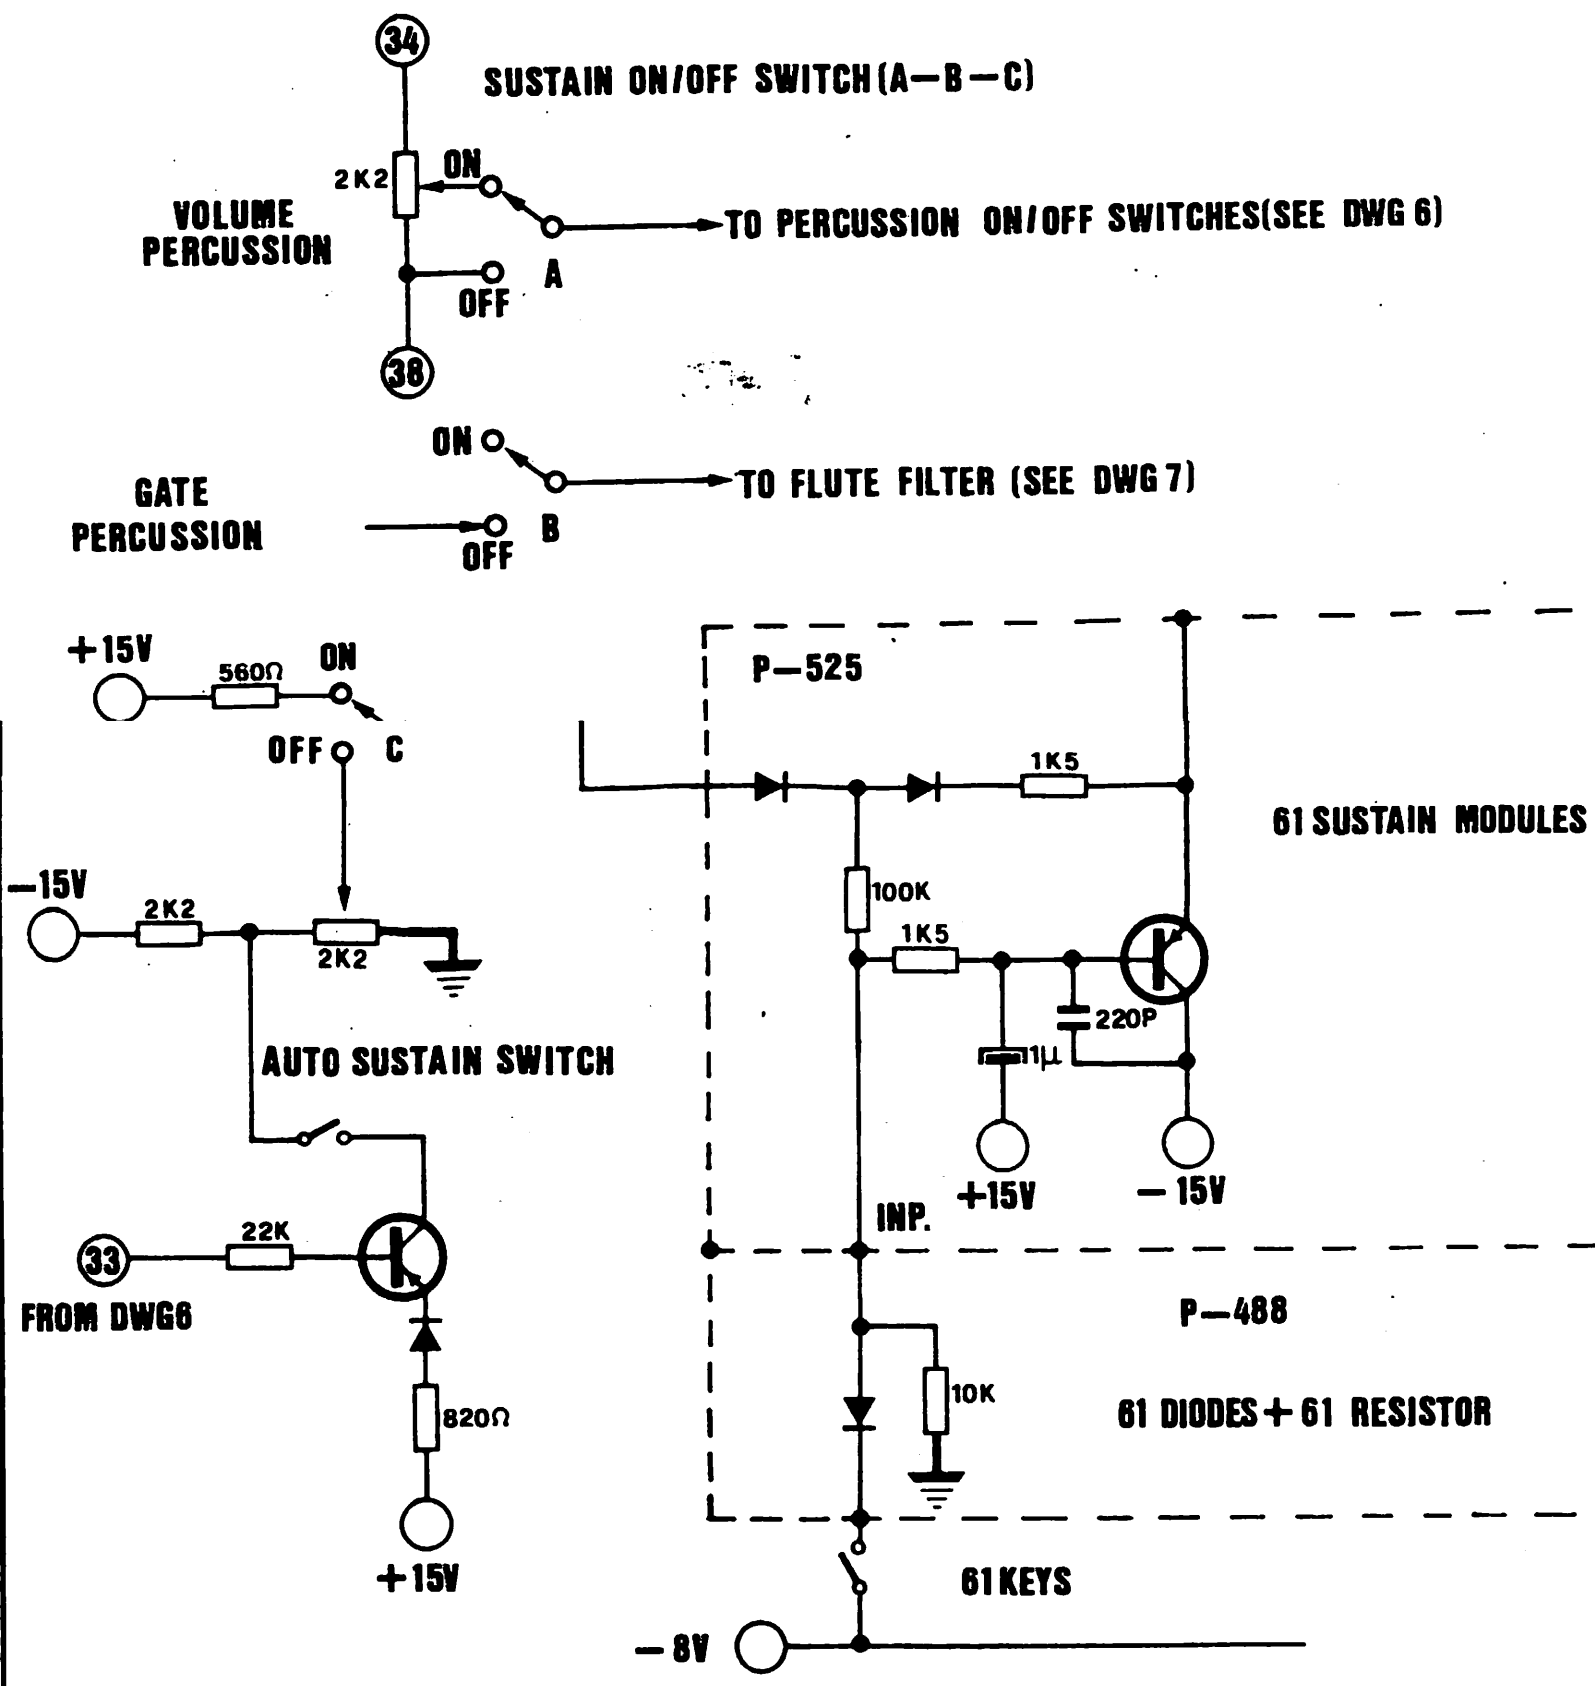 34
SUSTAIN ON/OFF SWITCH (A—B—C)
2K2
ON
VOLUME
PERCUSSION
TO PERCUSSION ON/OFF SWITCHES (SEE DWG 6)
A
OFF
38
ON
TO FLUTE FILTER (SEE DWG 7)
GATE
PERCUSSION
B
OFF
+15V
560Ω
ON
P—525
OFF
C
1K5
61 SUSTAIN MODULES
—15V
2K2
2K2
100K
1K5
220P
1µ
AUTO SUSTAIN SWITCH
+15V
— 15V
INP.
22K
33
FROM DWG6
P—488
820Ω
10K
61 DIODES + 61 RESISTOR
+15V
61 KEYS
— 8V